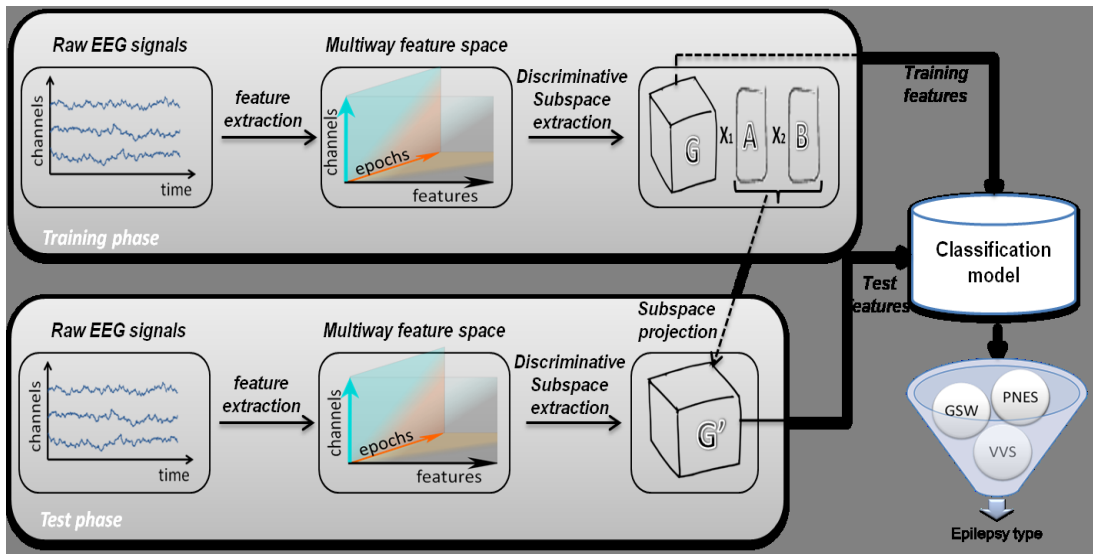 Raw EEG signals
channels
time
feature
extraction
Multiway feature space
channels
epochs
features
Discriminative
Subspace
extraction
G X1 A X2 B
Training phase
Training
features
Raw EEG signals
channels
time
feature
extraction
Multiway feature space
channels
epochs
features
Discriminative
Subspace
extraction
Subspace
projection
G'
Test phase
Test
features
Classification
model
GSW
PNES
VVS
Epilepsy type